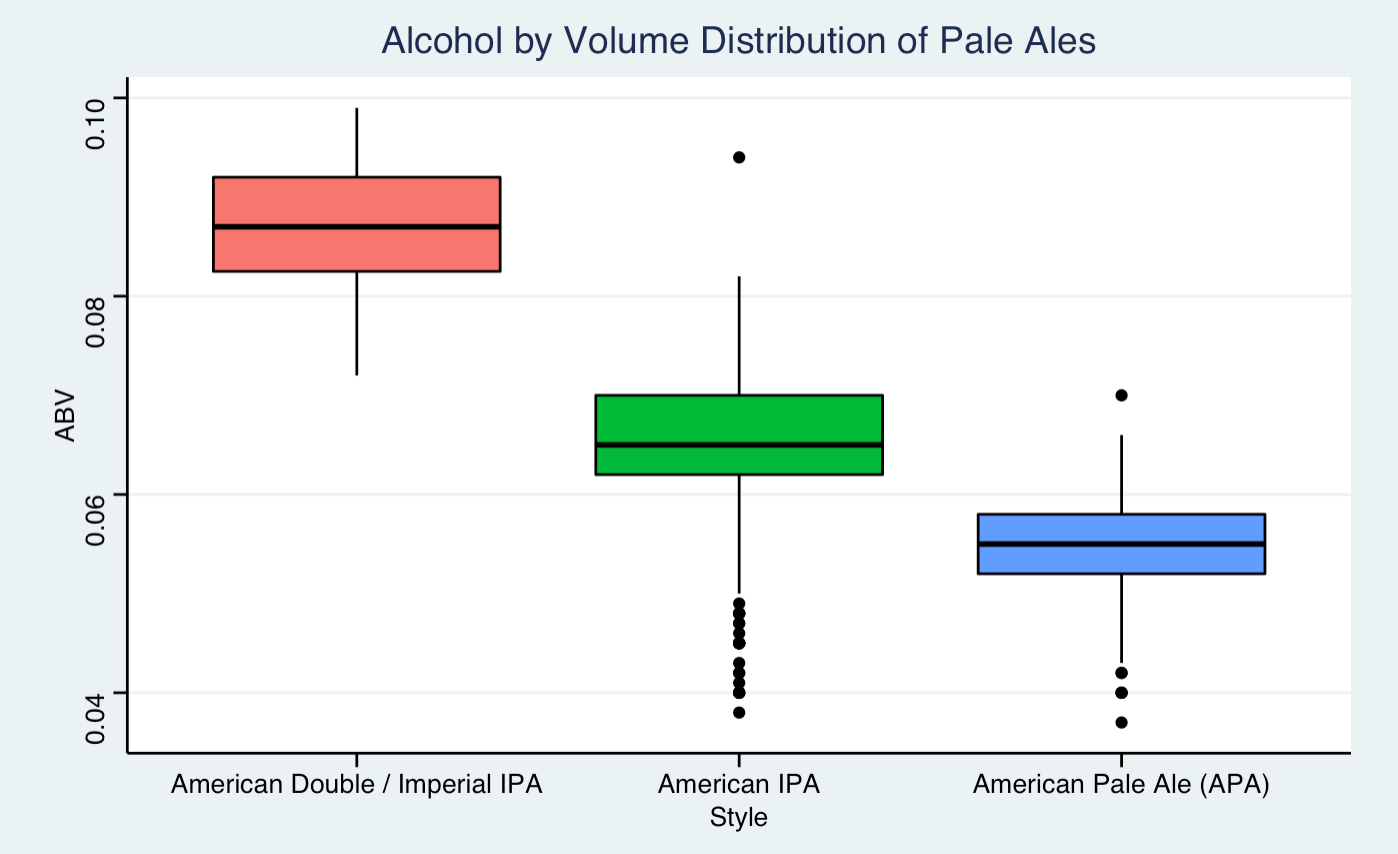 Alcohol by Volume Distribution of Pale Ales
0.10
0.08
0.06
0.04
ABV
American Double / Imperial IPA
American IPA
American Pale Ale (APA)
Style